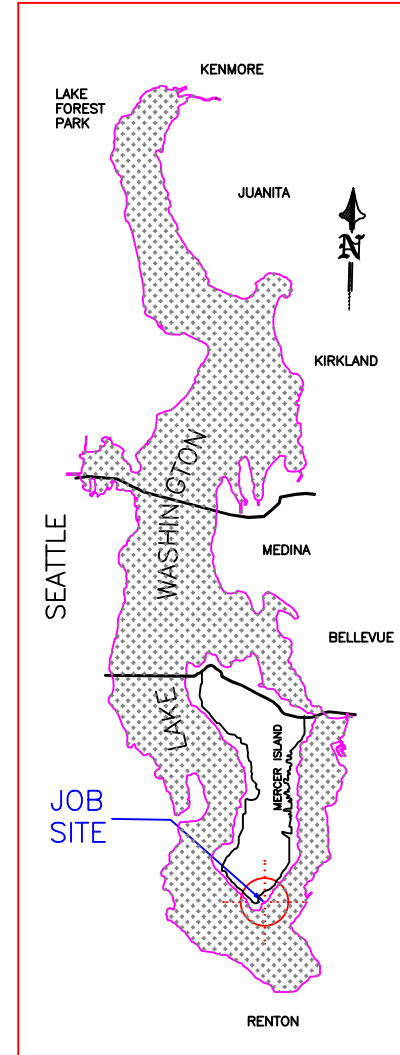 KENMORE
LAKE
FOREST
PARK
JUANITA
N
KIRKLAND
WASHINGTON
SEATTLE
MEDINA
BELLEVUE
LAKE
MERCER ISLAND
JOB
SITE
RENTON